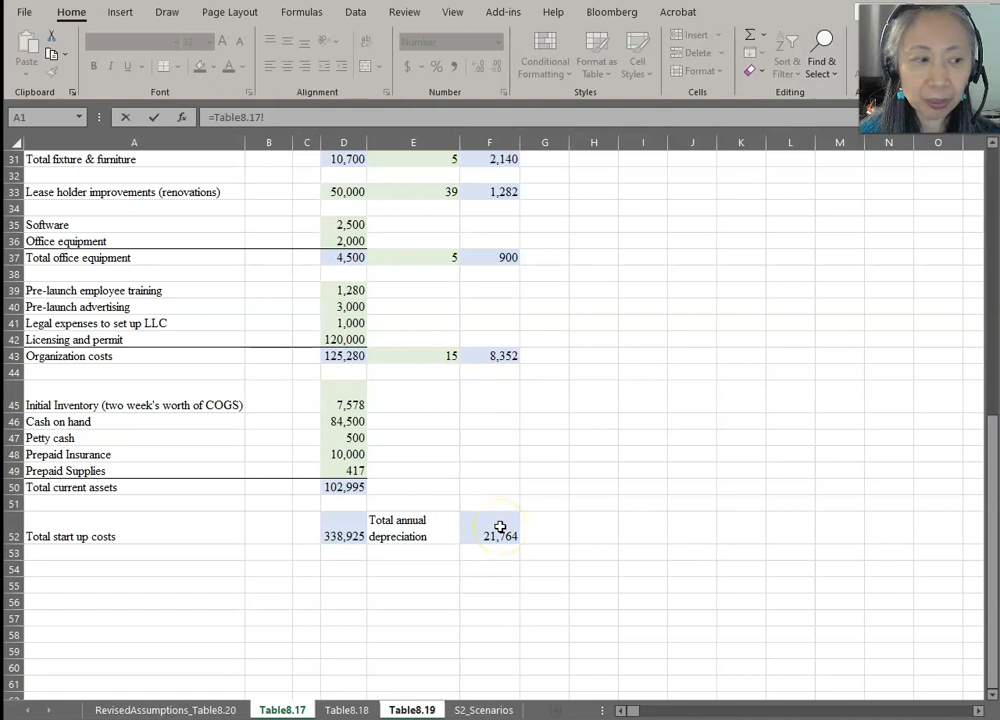 File Home Insert Draw Page Layout Formulas Data Review View Add-ins Help Bloomberg Acrobat
Paste
B I U
12 A A
ab
Number
$ % 9
Conditional Formatting
Format as Table
Cell Styles
Insert
Delete
Format
Sort & Filter
Find & Select
Clipboard Font Alignment Number Styles Cells Editing
A1 fx =Table8.17!
A B C D E F G H I J K L M N O
31 Total fixture & furniture 10,700 5 2,140
32
33 Lease holder improvements (renovations) 50,000 39 1,282
34
35 Software 2,500
36 Office equipment 2,000
37 Total office equipment 4,500 5 900
38
39 Pre-launch employee training 1,280
40 Pre-launch advertising 3,000
41 Legal expenses to set up LLC 1,000
42 Licensing and permit 120,000
43 Organization costs 125,280 15 8,352
44
45 Initial Inventory (two week's worth of COGS) 7,578
46 Cash on hand 84,500
47 Petty cash 500
48 Prepaid Insurance 10,000
49 Prepaid Supplies 417
50 Total current assets 102,995
51
52 Total start up costs 338,925 Total annual depreciation 21,764
53
54
55
56
57
58
59
60
61
RevisedAssumptions_Table8.20 Table8.17 Table8.18 Table8.19 S2_Scenarios